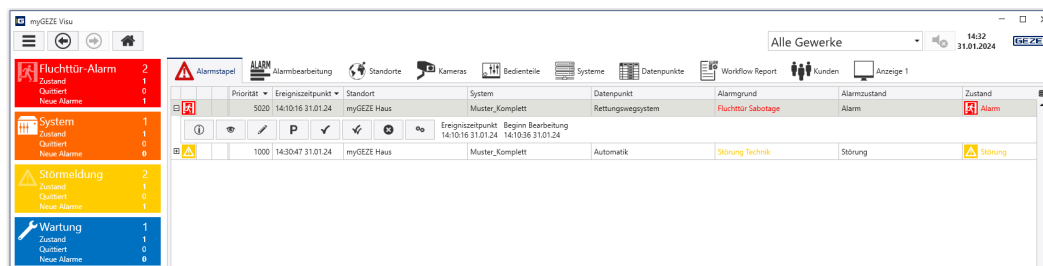 myGEZE Visu
Alle Gewerke
14:32
31.01.2024
GEZE
Fluchttür-Alarm 2
Zustand 1
Quittiert 0
Neue Alarme 1
System 1
Zustand 1
Quittiert 0
Neue Alarme 0
Störmeldung 2
Zustand 1
Quittiert 0
Neue Alarme 1
Wartung 1
Zustand 1
Quittiert 0
Neue Alarme 0
Alarmstapel ALARM Alarmbearbeitung Standorte Kameras Bedienteile Systeme Datenpunkte Workflow Report Kunden Anzeige 1
Priorität Ereigniszeitpunkt Standort System Datenpunkt Alarmgrund Alarmzustand Zustand
5020 14:10:16 31.01.24 myGEZE Haus Muster_Komplett Rettungswegsystem Fluchttür Sabotage Alarm Alarm
P Ereigniszeitpunkt Beginn Bearbeitung
14:10:16 31.01.24 14:10:36 31.01.24
1000 14:30:47 31.01.24 myGEZE Haus Muster_Komplett Automatik Störung Technik Störung Störung